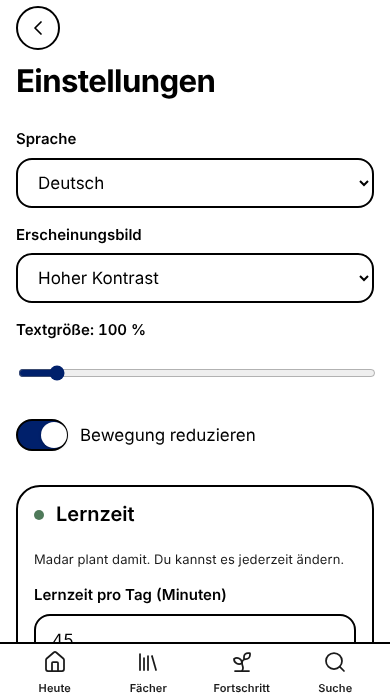 Einstellungen
Sprache
Deutsch
Erscheinungsbild
Hoher Kontrast
Textgröße: 100 %
Bewegung reduzieren
Lernzeit
Madar plant damit. Du kannst es jederzeit ändern.
Lernzeit pro Tag (Minuten)
45
Heute
Fächer
Fortschritt
Suche